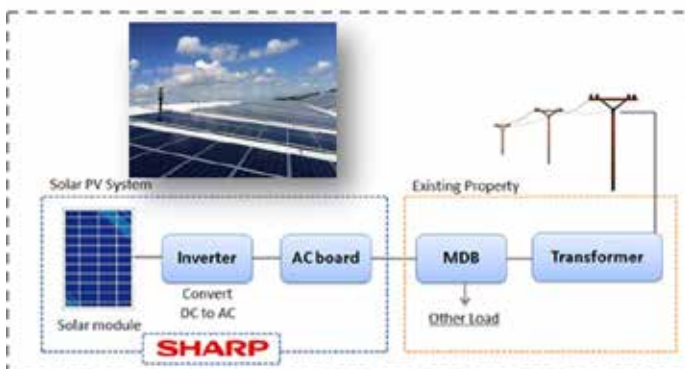 Solar PV System
Existing Property
Inverter
AC board
MDB
Transformer
Convert
DC to AC
Solar module
Other Load
SHARP